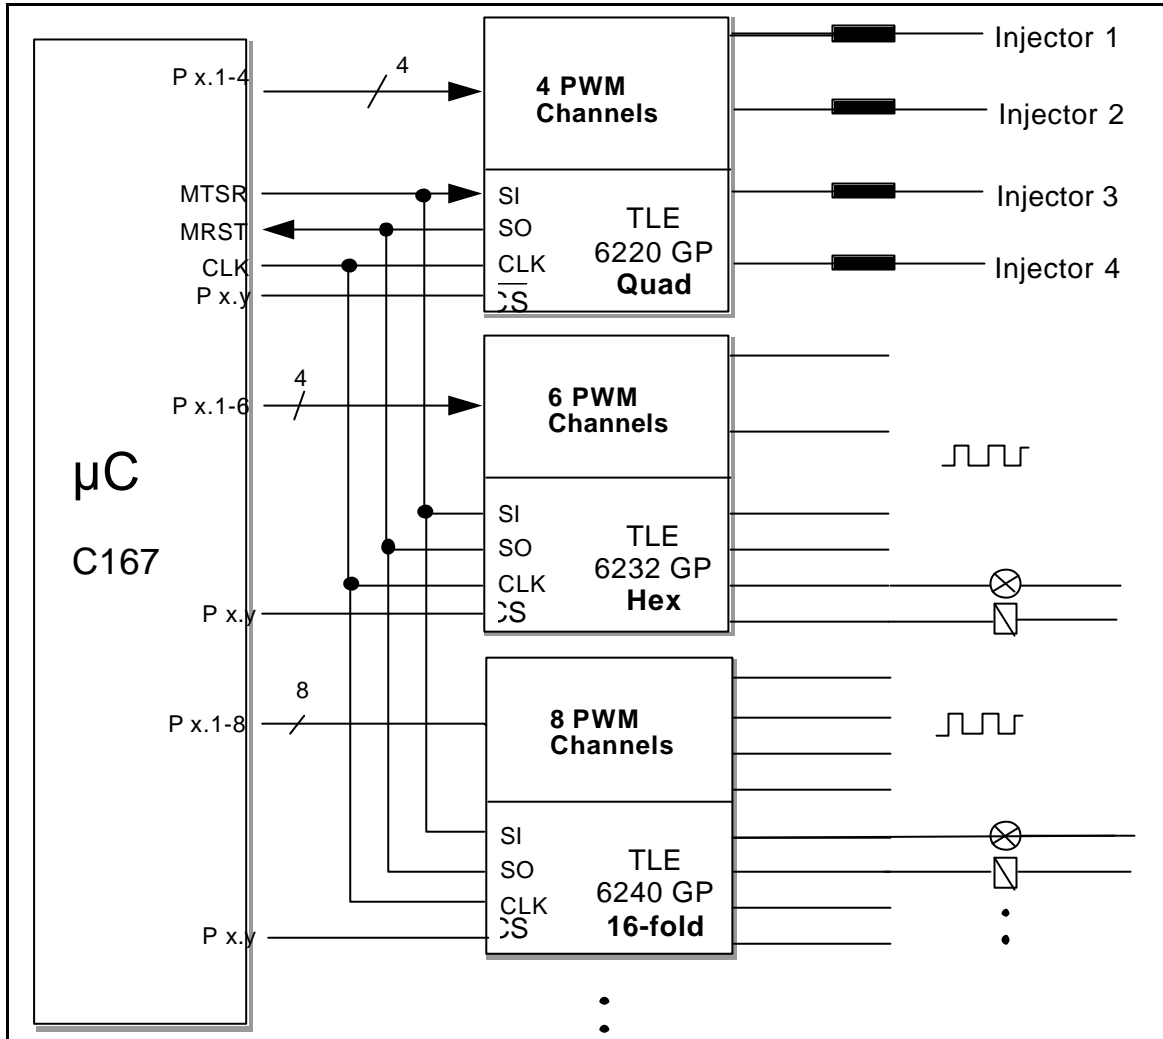 µC
C167
P x.1-4
4
MTSR
MRST
CLK
P x.y
4 PWM
Channels
SI
SO
CLK
CS
TLE
6220 GP
Quad
Injector 1
Injector 2
Injector 3
Injector 4
P x.1-6
4
P x.y
6 PWM
Channels
SI
SO
CLK
CS
TLE
6232 GP
Hex
P x.1-8
8
P x.y
8 PWM
Channels
SI
SO
CLK
CS
TLE
6240 GP
16-fold